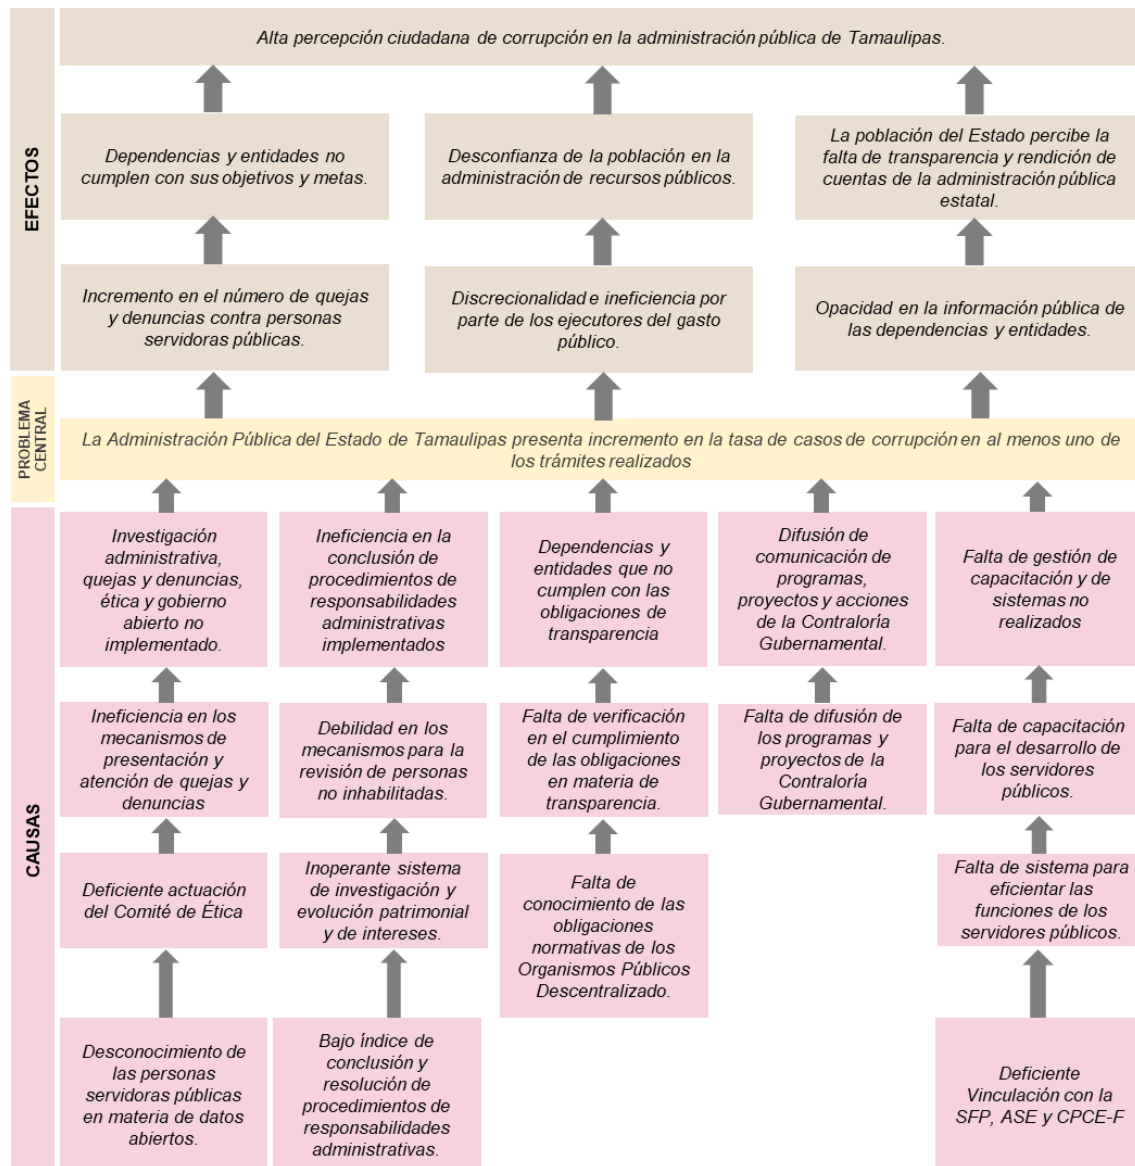 EFECTOS
Alta percepción ciudadana de corrupción en la administración pública de Tamaulipas.
Dependencias y entidades no
cumplen con sus objetivos y metas.
Desconfianza de la población en la
administración de recursos públicos.
La población del Estado percibe la
falta de transparencia y rendición de
cuentas de la administración pública
estatal.
Incremento en el número de quejas
y denuncias contra personas
servidoras públicas.
Discrecionalidad e ineficiencia por
parte de los ejecutores del gasto
público.
Opacidad en la información pública de
las dependencias y entidades.
PROBLEMA
CENTRAL
La Administración Pública del Estado de Tamaulipas presenta incremento en la tasa de casos de corrupción en al menos uno de
los trámites realizados
CAUSAS
Investigación
administrativa,
quejas y denuncias,
ética y gobierno
abierto no
implementado.
Ineficiencia en la
conclusión de
procedimientos de
responsabilidades
administrativas
implementados
Dependencias y
entidades que no
cumplen con las
obligaciones de
transparencia
Difusión de
comunicación de
programas,
proyectos y acciones
de la Contraloría
Gubernamental.
Falta de gestión de
capacitación y de
sistemas no
realizados
Ineficiencia en los
mecanismos de
presentación y
atención de quejas y
denuncias
Debilidad en los
mecanismos para la
revisión de personas
no inhabilitadas.
Falta de verificación
en el cumplimiento
de las obligaciones
en materia de
transparencia.
Falta de difusión de
los programas y
proyectos de la
Contraloría
Gubernamental.
Falta de capacitación
para el desarrollo de
los servidores
públicos.
Deficiente actuación
del Comité de Ética
Inoperante sistema
de investigación y
evolución patrimonial
y de intereses.
Falta de
conocimiento de las
obligaciones
normativas de los
Organismos Públicos
Descentralizado.
Falta de sistema para
eficientar las
funciones de los
servidores públicos.
Desconocimiento de
las personas
servidoras públicas
en materia de datos
abiertos.
Bajo índice de
conclusión y
resolución de
procedimientos de
responsabilidades
administrativas.
Deficiente
Vinculación con la
SFP, ASE y CPCE-F